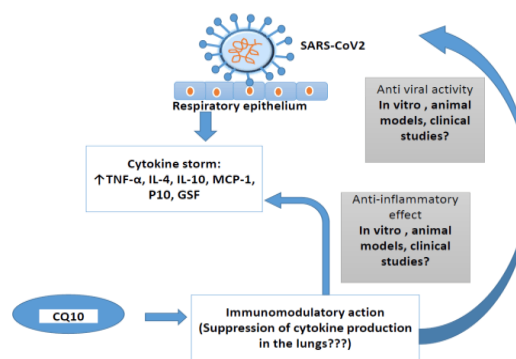 SARS-CoV2
Respiratory epithelium
Anti viral activity
In vitro , animal
models, clinical
studies?
Cytokine storm:
↑TNF-α, IL-4, IL-10, MCP-1,
P10, GSF
Anti-inflammatory
effect
In vitro , animal
models, clinical
studies?
CQ10
Immunomodulatory action
(Suppression of cytokine production
in the lungs???)